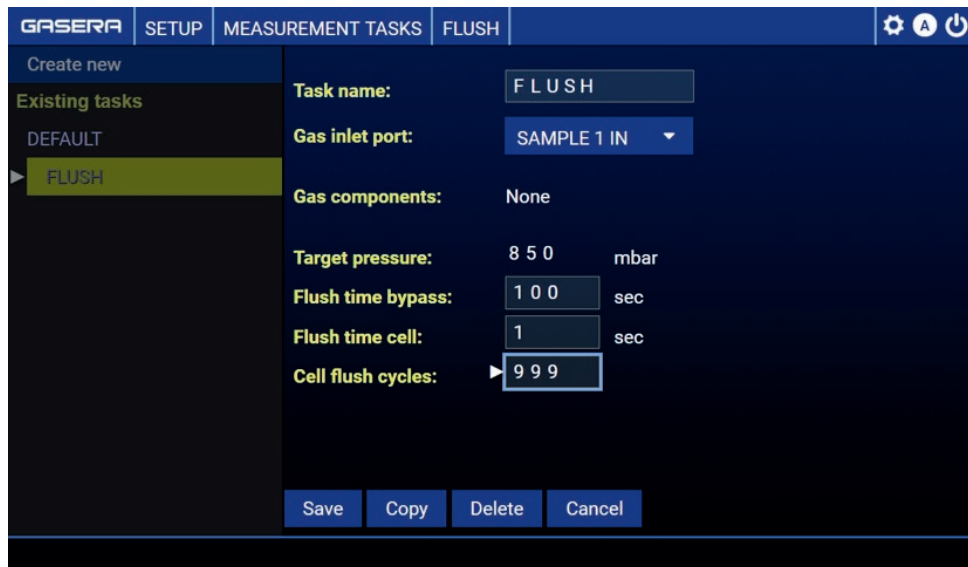 GASERA SETUP MEASUREMENT TASKS FLUSH A
Create new
Existing tasks
DEFAULT
FLUSH
Task name: FLUSH
Gas inlet port: SAMPLE 1 IN
Gas components: None
Target pressure: 850 mbar
Flush time bypass: 100 sec
Flush time cell: 1 sec
Cell flush cycles: 999
Save Copy Delete Cancel